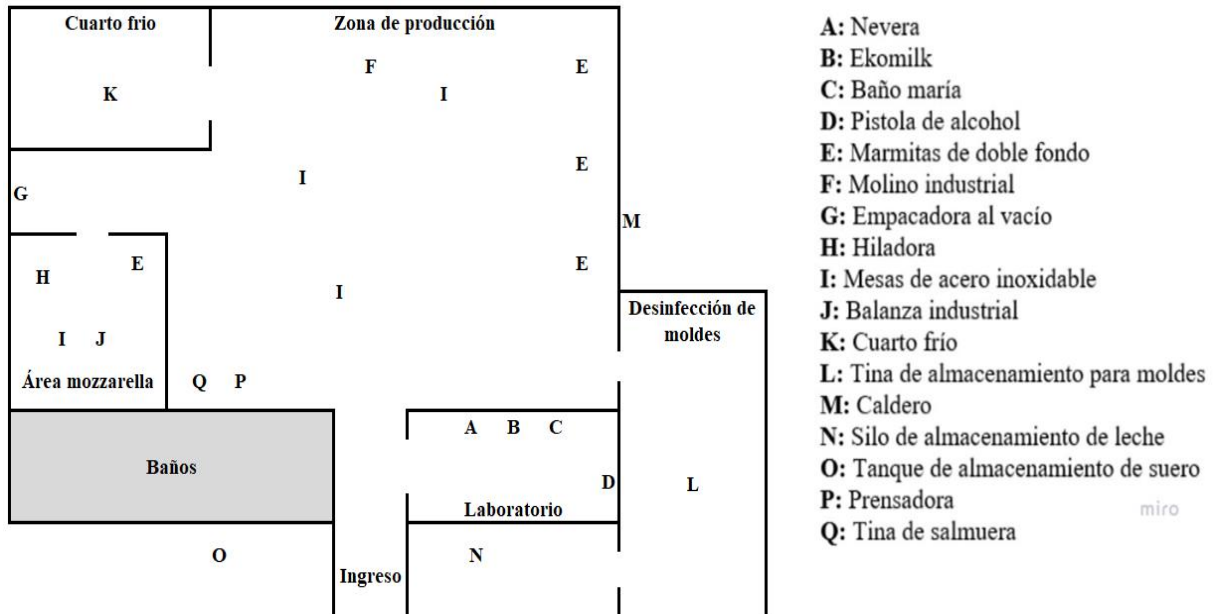 Cuarto frio
Zona de producción
F
E
K
I
I
E
G
M
E
H
E
I
Desinfección de
moldes
I J
Área mozzarella
Q P
A B C
Baños
D
L
Laboratorio
O
N
Ingreso
A: Nevera
B: Ekomilk
C: Baño maría
D: Pistola de alcohol
E: Marmitas de doble fondo
F: Molino industrial
G: Empacadora al vacío
H: Hiladora
I: Mesas de acero inoxidable
J: Balanza industrial
K: Cuarto frío
L: Tina de almacenamiento para moldes
M: Caldero
N: Silo de almacenamiento de leche
O: Tanque de almacenamiento de suero
P: Prensadora
Q: Tina de salmuera
miro